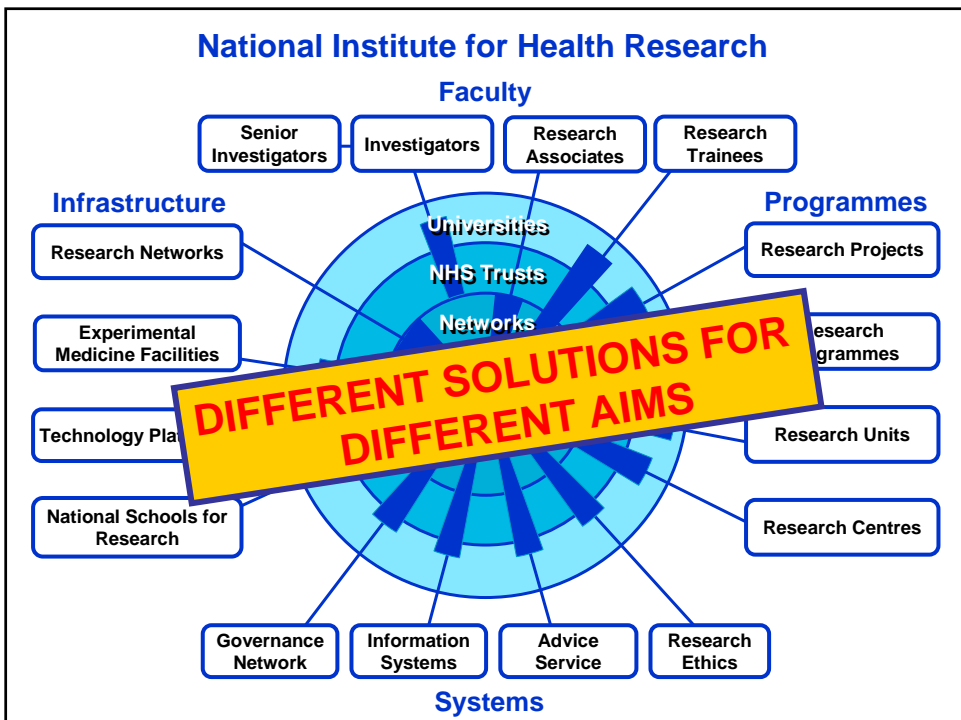 National Institute for Health Research
Faculty
Senior
Investigators
Investigators
Research
Associates
Research
Trainees
Infrastructure
Programmes
Universities
Research Networks
Research Projects
NHS Trusts
Networks
Experimental
Medicine Facilities
DIFFERENT SOLUTIONS FOR
DIFFERENT AIMS
Technology
Research Units
National Schools for
Research
Research Centres
Governance
Network
Information
Systems
Advice
Service
Research
Ethics
Systems